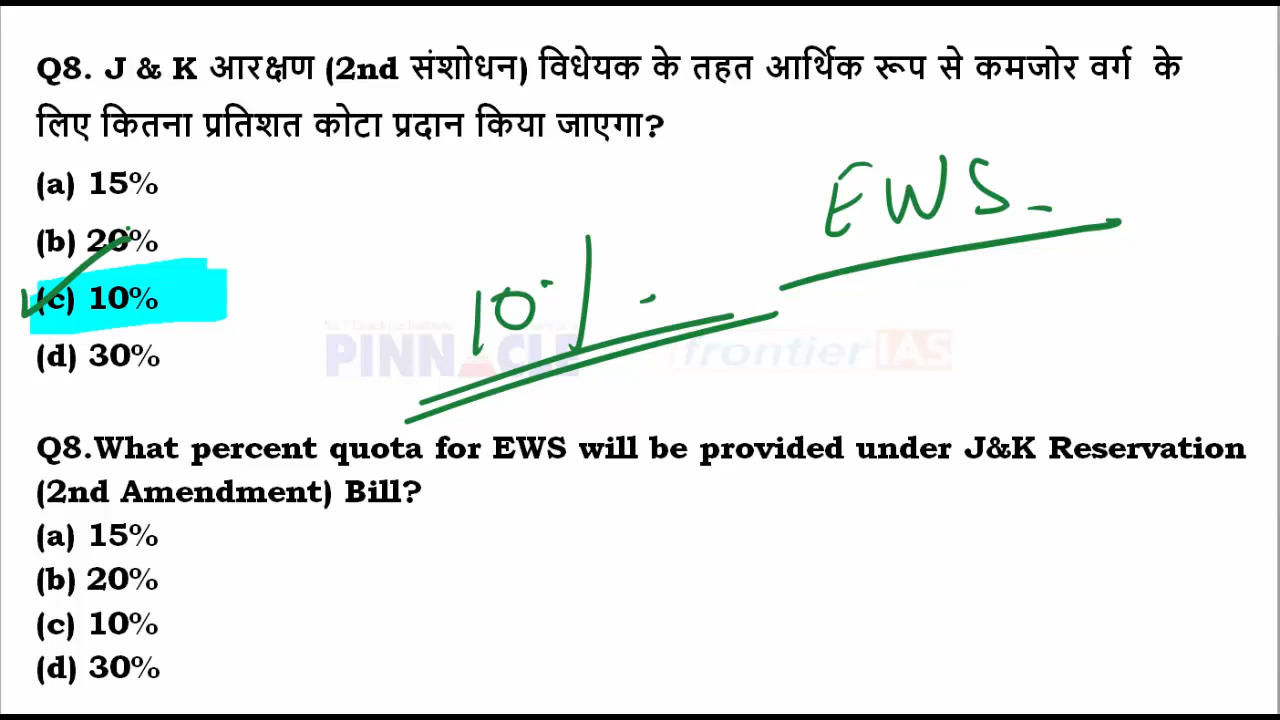 Q8. J & K आरक्षण (2nd संशोधन) विधेयक के तहत आर्थिक रूप से कमजोर वर्ग के
लिए कितना प्रतिशत कोटा प्रदान किया जाएगा?
(a) 15%
(b) 20%
(c) 10%
(d) 30%
EWS
10%
PINNACLE
frontier IAS
Q8.What percent quota for EWS will be provided under J&K Reservation
(2nd Amendment) Bill?
(a) 15%
(b) 20%
(c) 10%
(d) 30%